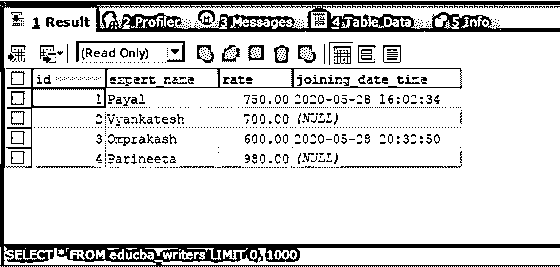 1 Result 2 Profiler 3 Messages 4 Table Data 5 Info
(Read Only)
id expert_name rate joining_date_time
1 Payal 750.00 2020-05-28 16:02:34
2 Vyankatesh 700.00 (NULL)
3 Omprakash 600.00 2020-05-28 20:32:50
4 Parineeta 980.00 (NULL)
SELECT * FROM educba_writers LIMIT 0, 1000